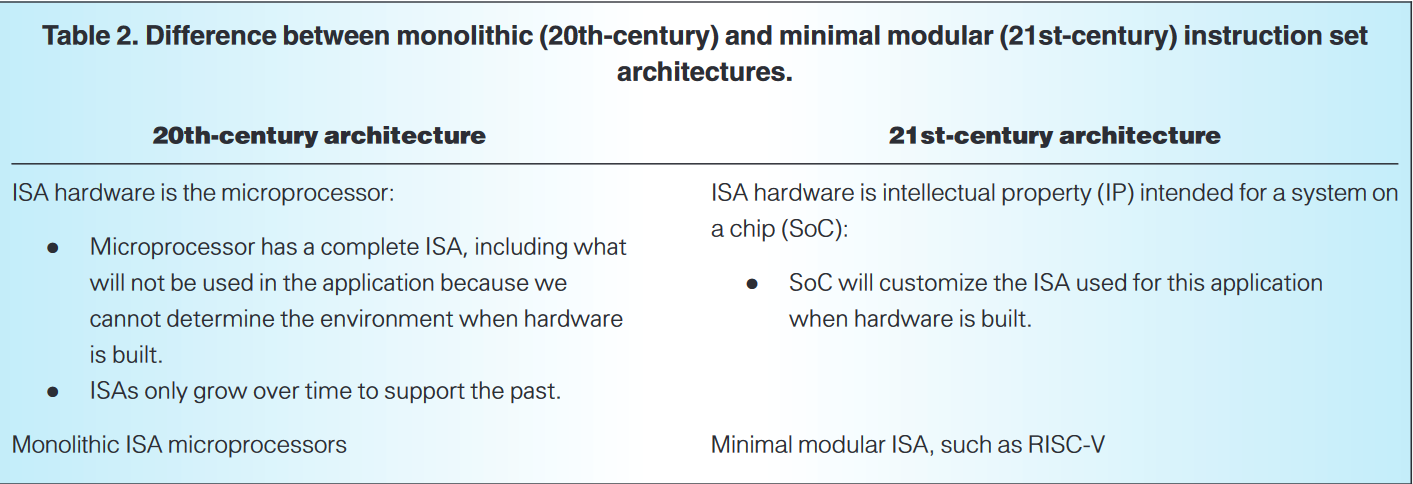 Table 2. Difference between monolithic (20th-century) and minimal modular (21st-century) instruction set
architectures.
20th-century architecture
21st-century architecture
ISA hardware is the microprocessor:
● Microprocessor has a complete ISA, including what
will not be used in the application because we
cannot determine the environment when hardware
is built.
● ISAs only grow over time to support the past.
ISA hardware is intellectual property (IP) intended for a system on
a chip (SoC):
● SoC will customize the ISA used for this application
when hardware is built.
Monolithic ISA microprocessors
Minimal modular ISA, such as RISC-V